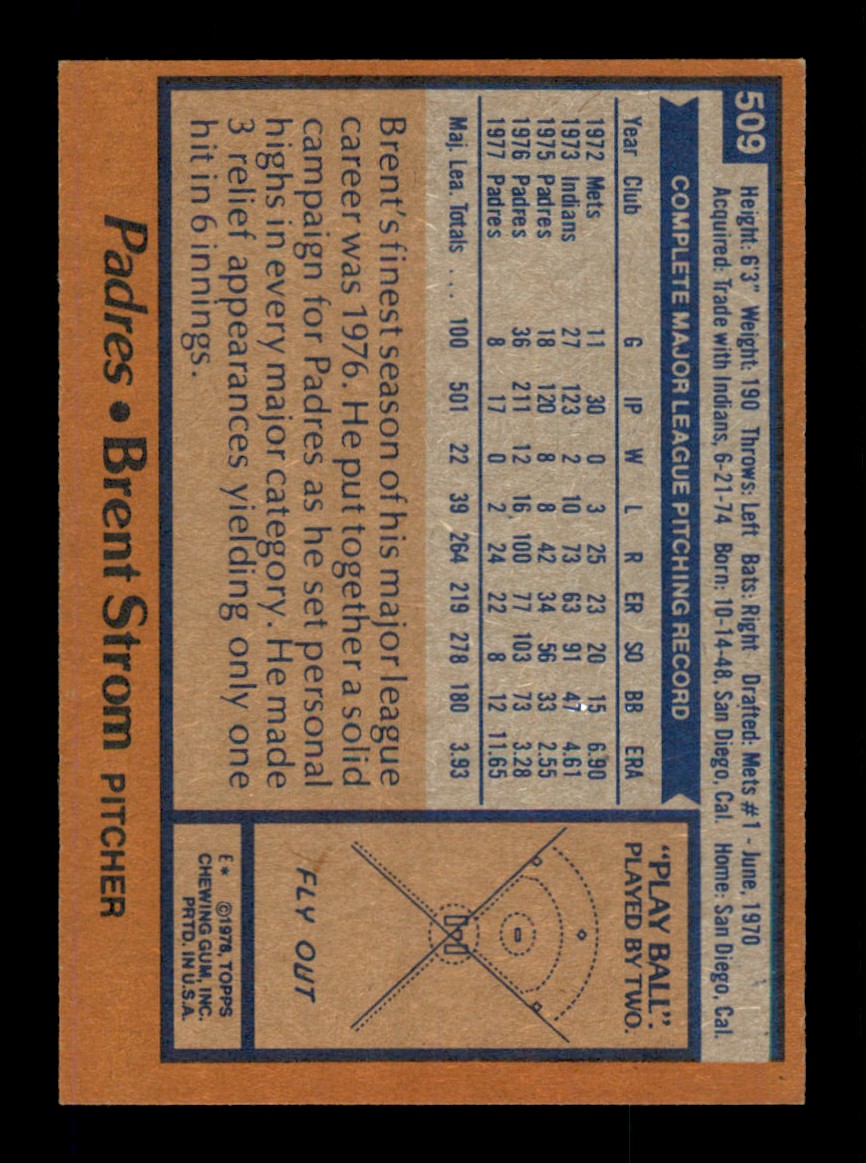 509
Height: 6'3" Weight: 190 Throws: Left Bats: Right Drafted: Mets #1 - June, 1970
Acquired: Trade with Indians, 6-21-74 Born: 10-14-48, San Diego, Cal. Home: San Diego, Cal.
COMPLETE MAJOR LEAGUE PITCHING RECORD
Year Club G IP W L R ER SO BB ERA
1972 Mets 11 30 0 3 25 23 20 15 6.90
1973 Indians 27 123 2 10 73 63 91 47 4.61
1975 Padres 18 120 8 8 42 34 56 33 2.55
1976 Padres 36 211 12 16 100 77 103 73 3.28
1977 Padres 8 17 0 2 24 22 8 12 11.65
Maj. Lea. Totals ... 100 501 22 39 264 219 278 180 3.93
Brent's finest season of his major league
career was 1976. He put together a solid
campaign for Padres as he set personal
highs in every major category. He made
3 relief appearances yielding only one
hit in 6 innings.
"PLAY BALL":
PLAYED BY TWO.
FLY OUT
E* ©1978, TOPPS
CHEWING GUM, INC.
PRTD. IN U.S.A.
Padres • Brent Strom PITCHER